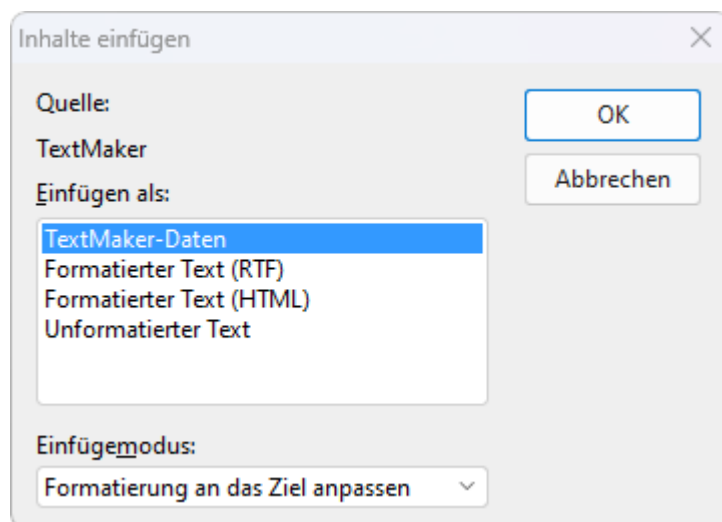 Inhalte einfügen
Quelle:
TextMaker
Einfügen als:
TextMaker-Daten
Formatierter Text (RTF)
Formatierter Text (HTML)
Unformatierter Text
Einfügemodus:
Formatierung an das Ziel anpassen
OK
Abbrechen